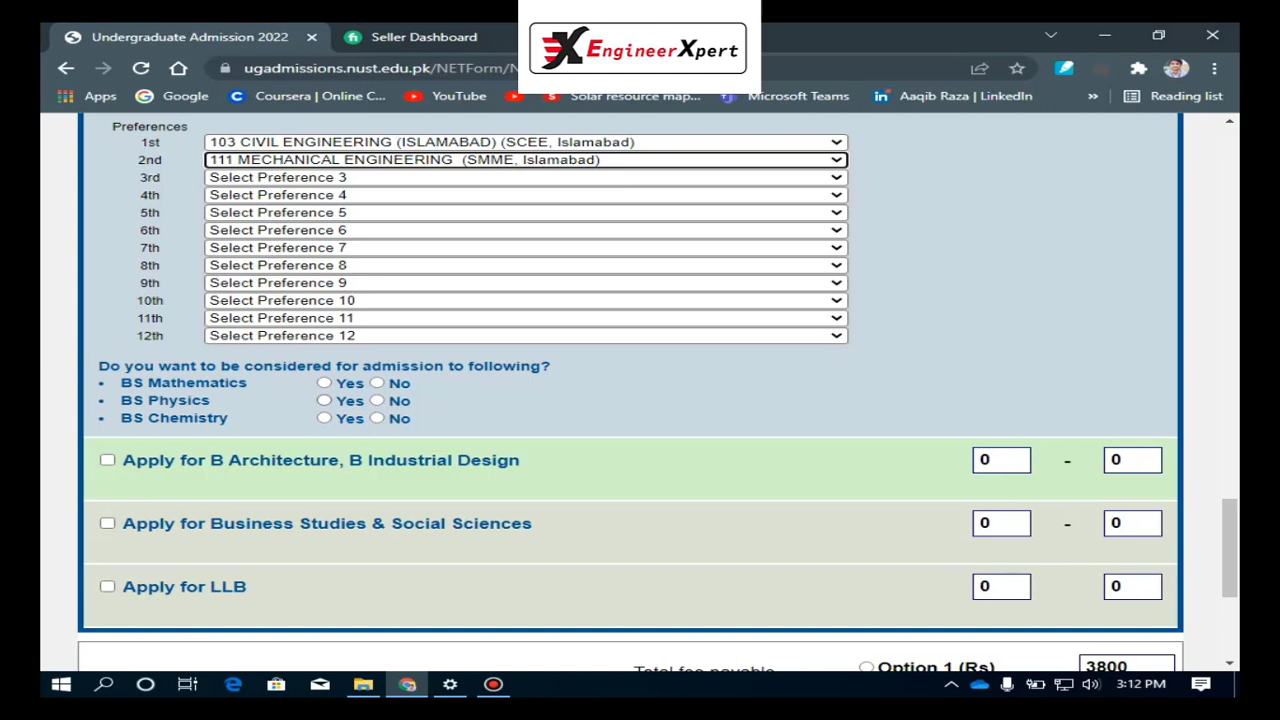 Undergraduate Admission 2022
Seller Dashboard
EngineerXpert
ugadmissions.nust.edu.pk/NETForm/N
Apps
Google
Coursera | Online C...
YouTube
Solar resource map...
Microsoft Teams
Aaqib Raza | LinkedIn
»
Reading list
Preferences
1st 103 CIVIL ENGINEERING (ISLAMABAD) (SCEE, Islamabad)
2nd 111 MECHANICAL ENGINEERING (SMME, Islamabad)
3rd Select Preference 3
4th Select Preference 4
5th Select Preference 5
6th Select Preference 6
7th Select Preference 7
8th Select Preference 8
9th Select Preference 9
10th Select Preference 10
11th Select Preference 11
12th Select Preference 12
Do you want to be considered for admission to following?
• BS Mathematics Yes No
• BS Physics Yes No
• BS Chemistry Yes No
Apply for B Architecture, B Industrial Design 0 - 0
Apply for Business Studies & Social Sciences 0 - 0
Apply for LLB 0 0
Total fee payable Option 1 (Rs) 3800
3:12 PM